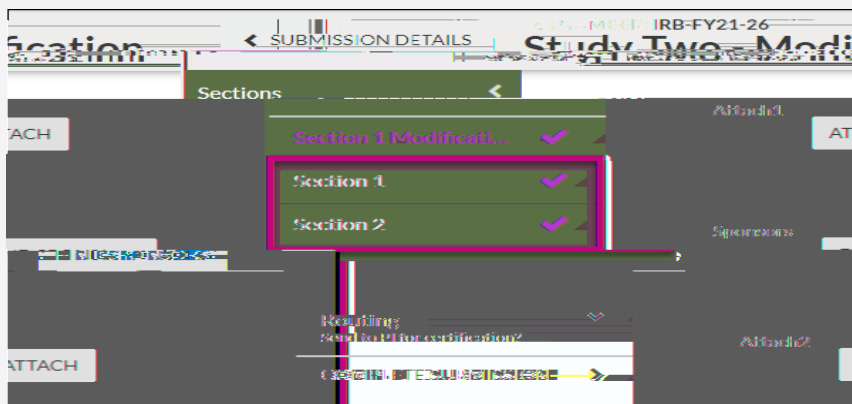 IRB-FY21-26
SUBMISSION DETAILS
Study Two - Modi
fication
Sections
Attach1
ATTACH
AT
Section 1 Modificati...
Section 1
Section 2
Sponsors
Routing
Send to PI for certification?
Attach2
ATTACH